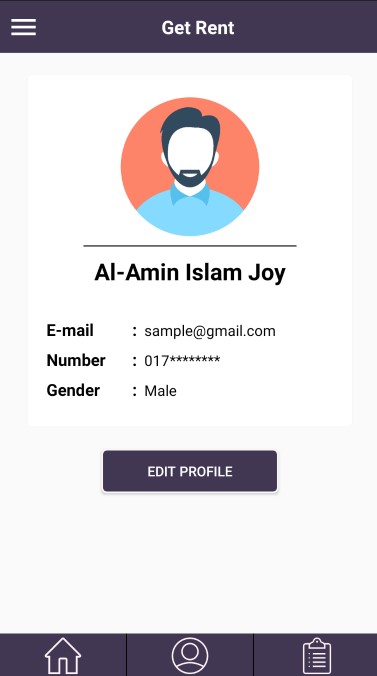 Get Rent
Al-Amin Islam Joy
E-mail : sample@gmail.com
Number : 017********
Gender : Male
EDIT PROFILE